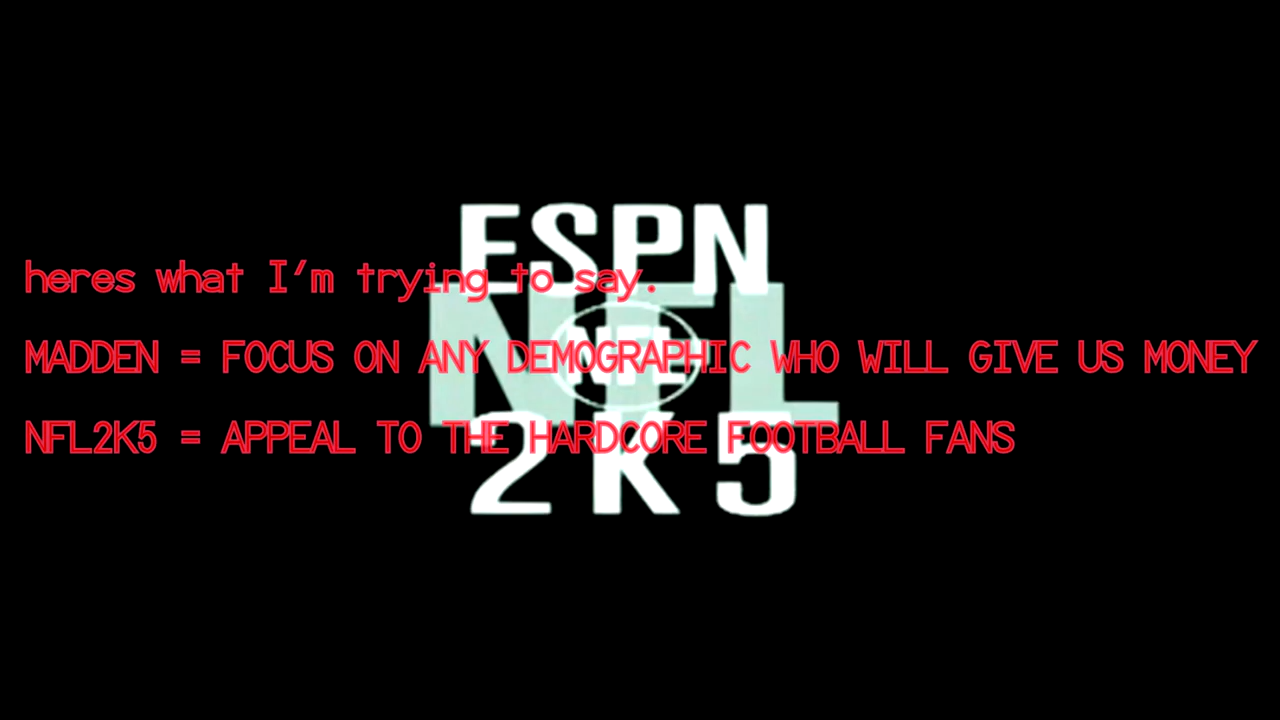 ESPN
heres what I'm trying to say.
NFL
NFL
MADDEN = FOCUS ON ANY DEMOGRAPHIC WHO WILL GIVE US MONEY
NFL2K5 = APPEAL TO THE HARDCORE FOOTBALL FANS
2K5